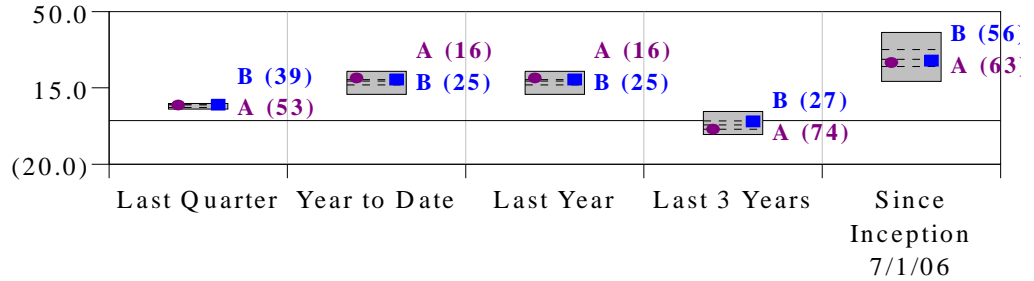 50.0
15.0
(20.0)
B (39)
A (53)
A (16)
B (25)
A (16)
B (25)
B (27)
A (74)
B (56)
A (63)
Last Quarter
Year to Date
Last Year
Last 3 Years
Since
Inception
7/1/06